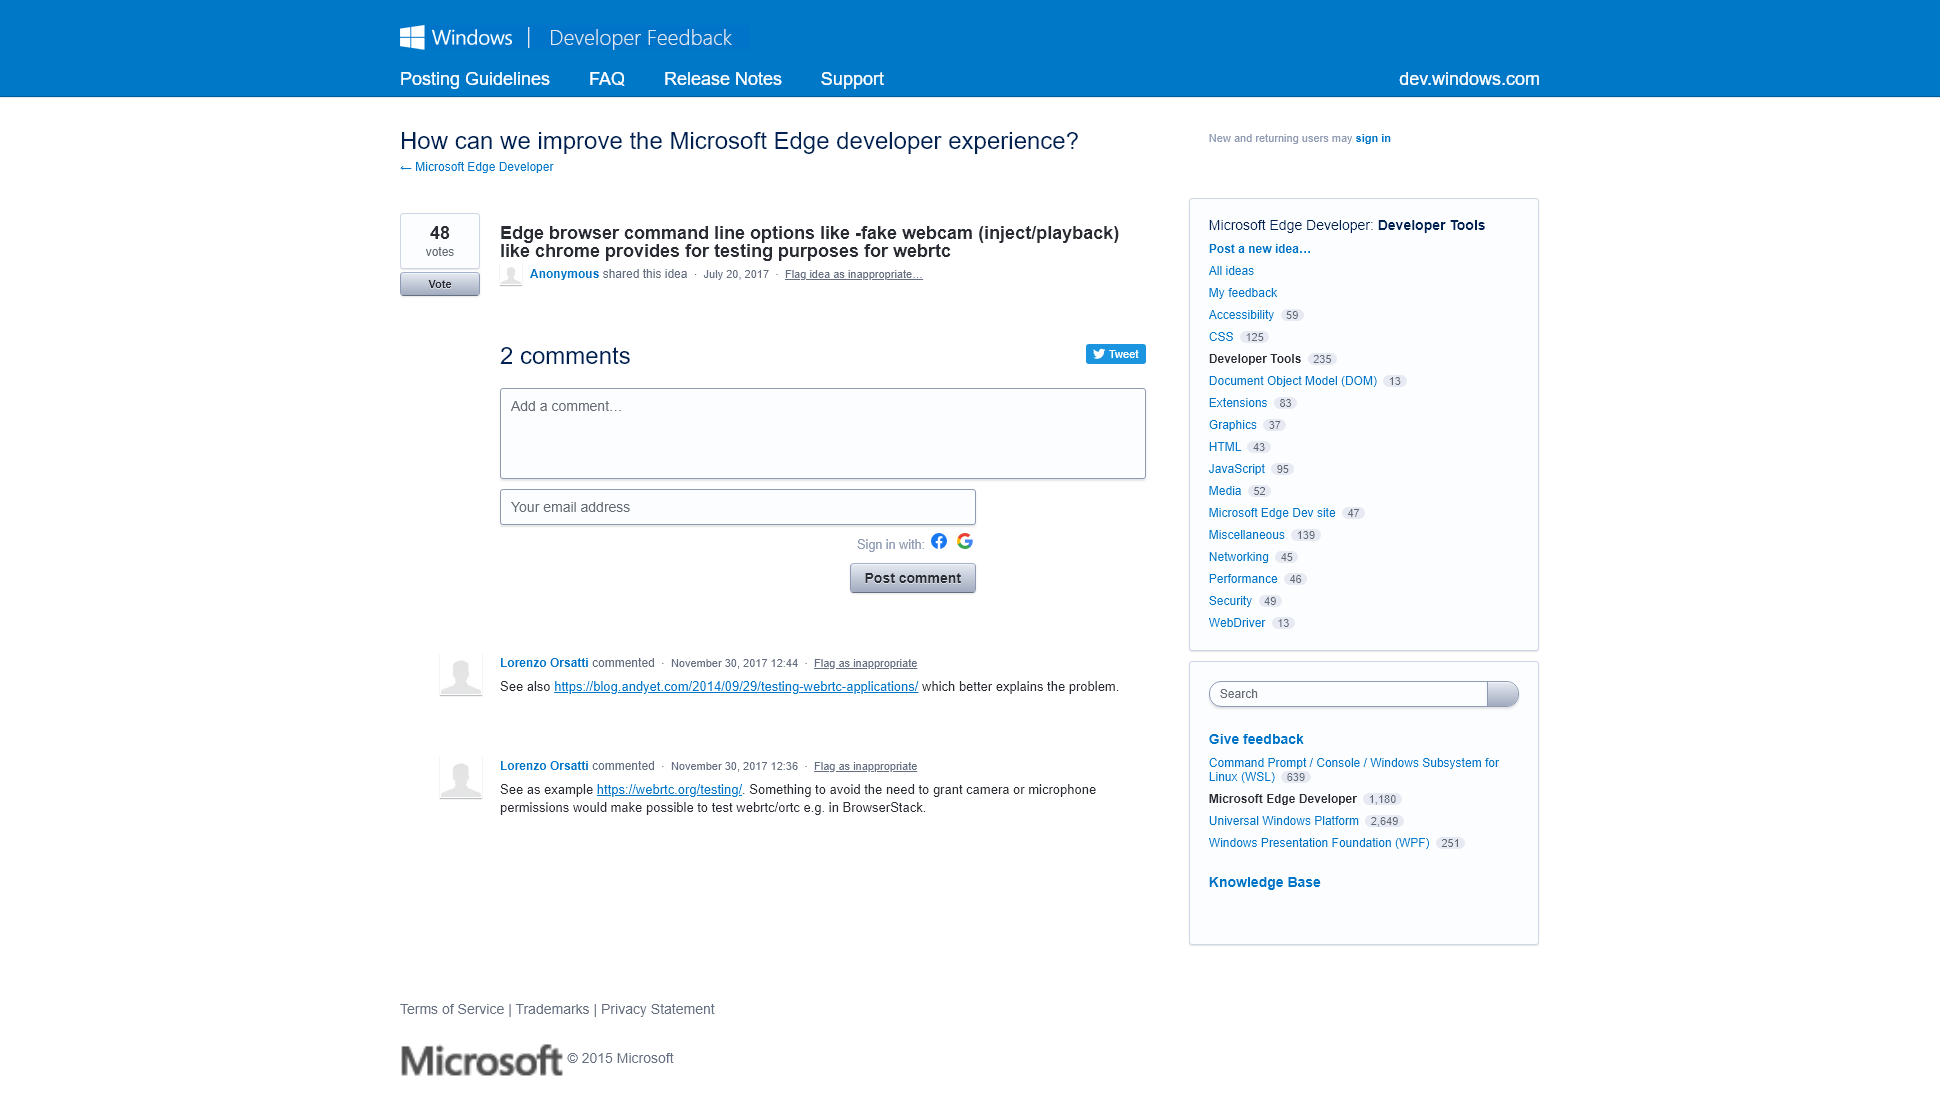 Windows | Developer Feedback
Posting Guidelines FAQ Release Notes Support dev.windows.com
How can we improve the Microsoft Edge developer experience?
← Microsoft Edge Developer
New and returning users may sign in
48
votes
Vote
Edge browser command line options like -fake webcam (inject/playback)
like chrome provides for testing purposes for webrtc
Anonymous shared this idea · July 20, 2017 · Flag idea as inappropriate…
2 comments
Tweet
Add a comment…
Your email address
Sign in with:
Post comment
Lorenzo Orsatti commented · November 30, 2017 12:44 · Flag as inappropriate
See also https://blog.andyet.com/2014/09/29/testing-webrtc-applications/ which better explains the problem.
Lorenzo Orsatti commented · November 30, 2017 12:36 · Flag as inappropriate
See as example https://webrtc.org/testing/. Something to avoid the need to grant camera or microphone
permissions would make possible to test webrtc/ortc e.g. in BrowserStack.
Microsoft Edge Developer: Developer Tools
Post a new idea…
All ideas
My feedback
Accessibility 59
CSS 125
Developer Tools 235
Document Object Model (DOM) 13
Extensions 83
Graphics 37
HTML 43
JavaScript 95
Media 52
Microsoft Edge Dev site 47
Miscellaneous 139
Networking 45
Performance 46
Security 49
WebDriver 13
Search
Give feedback
Command Prompt / Console / Windows Subsystem for
Linux (WSL) 639
Microsoft Edge Developer 1,180
Universal Windows Platform 2,649
Windows Presentation Foundation (WPF) 251
Knowledge Base
Terms of Service | Trademarks | Privacy Statement
Microsoft © 2015 Microsoft